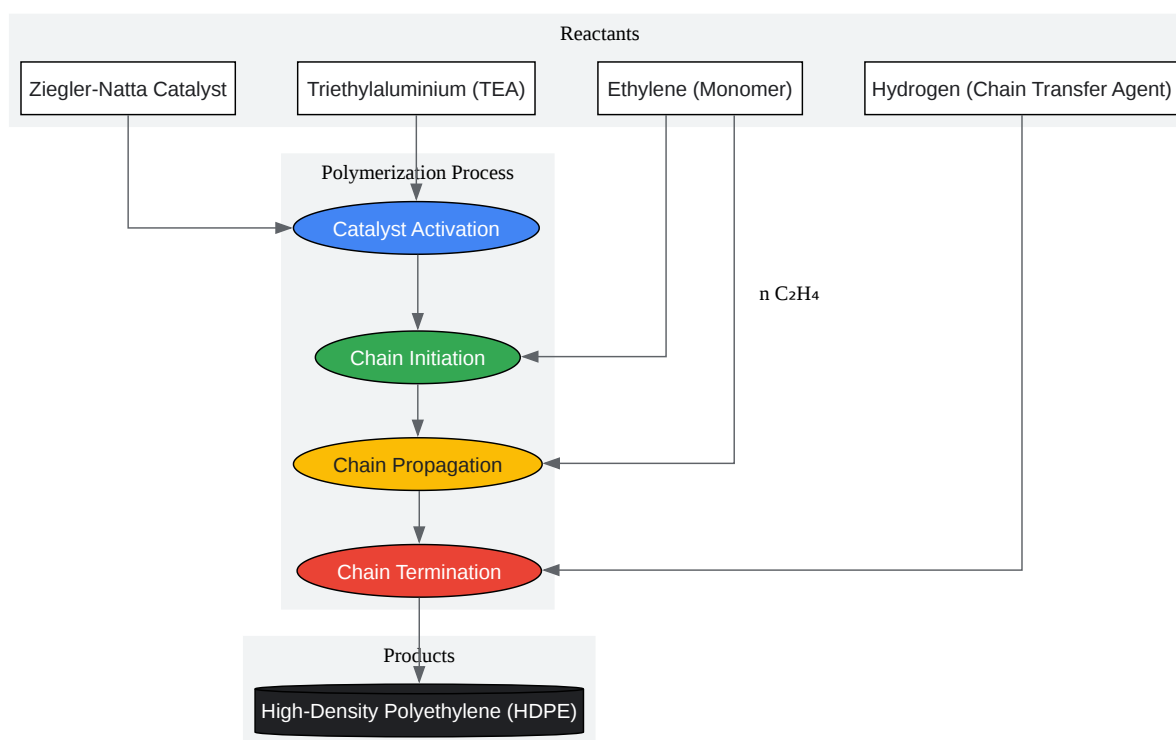 Reactants
Ziegler-Natta Catalyst
Triethylaluminium (TEA)
Ethylene (Monomer)
Hydrogen (Chain Transfer Agent)
Polymerization Process
Catalyst Activation
n C₂H₄
Chain Initiation
Chain Propagation
Chain Termination
Products
High-Density Polyethylene (HDPE)